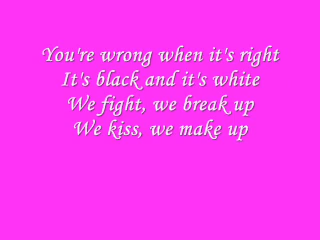 You're wrong when it's right
It's black and it's white
We fight, we break up
We kiss, we make up